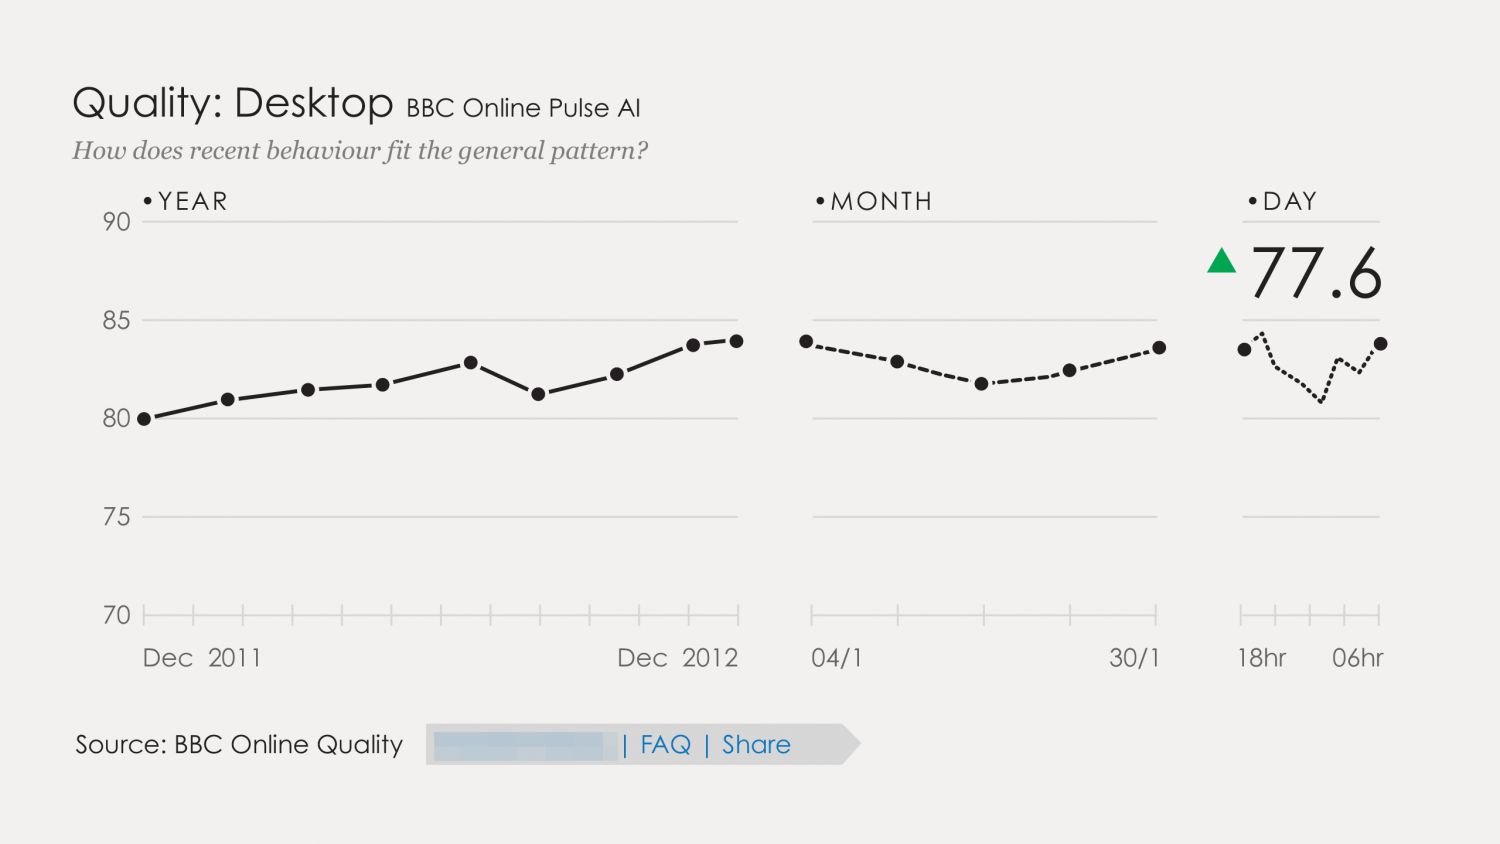 Quality: Desktop BBC Online Pulse AI
How does recent behaviour fit the general pattern?
•YEAR
•MONTH
•DAY
90
77.6
85
80
75
70
Dec 2011
Dec 2012
04/1
30/1
18hr
06hr
Source: BBC Online Quality
| FAQ | Share